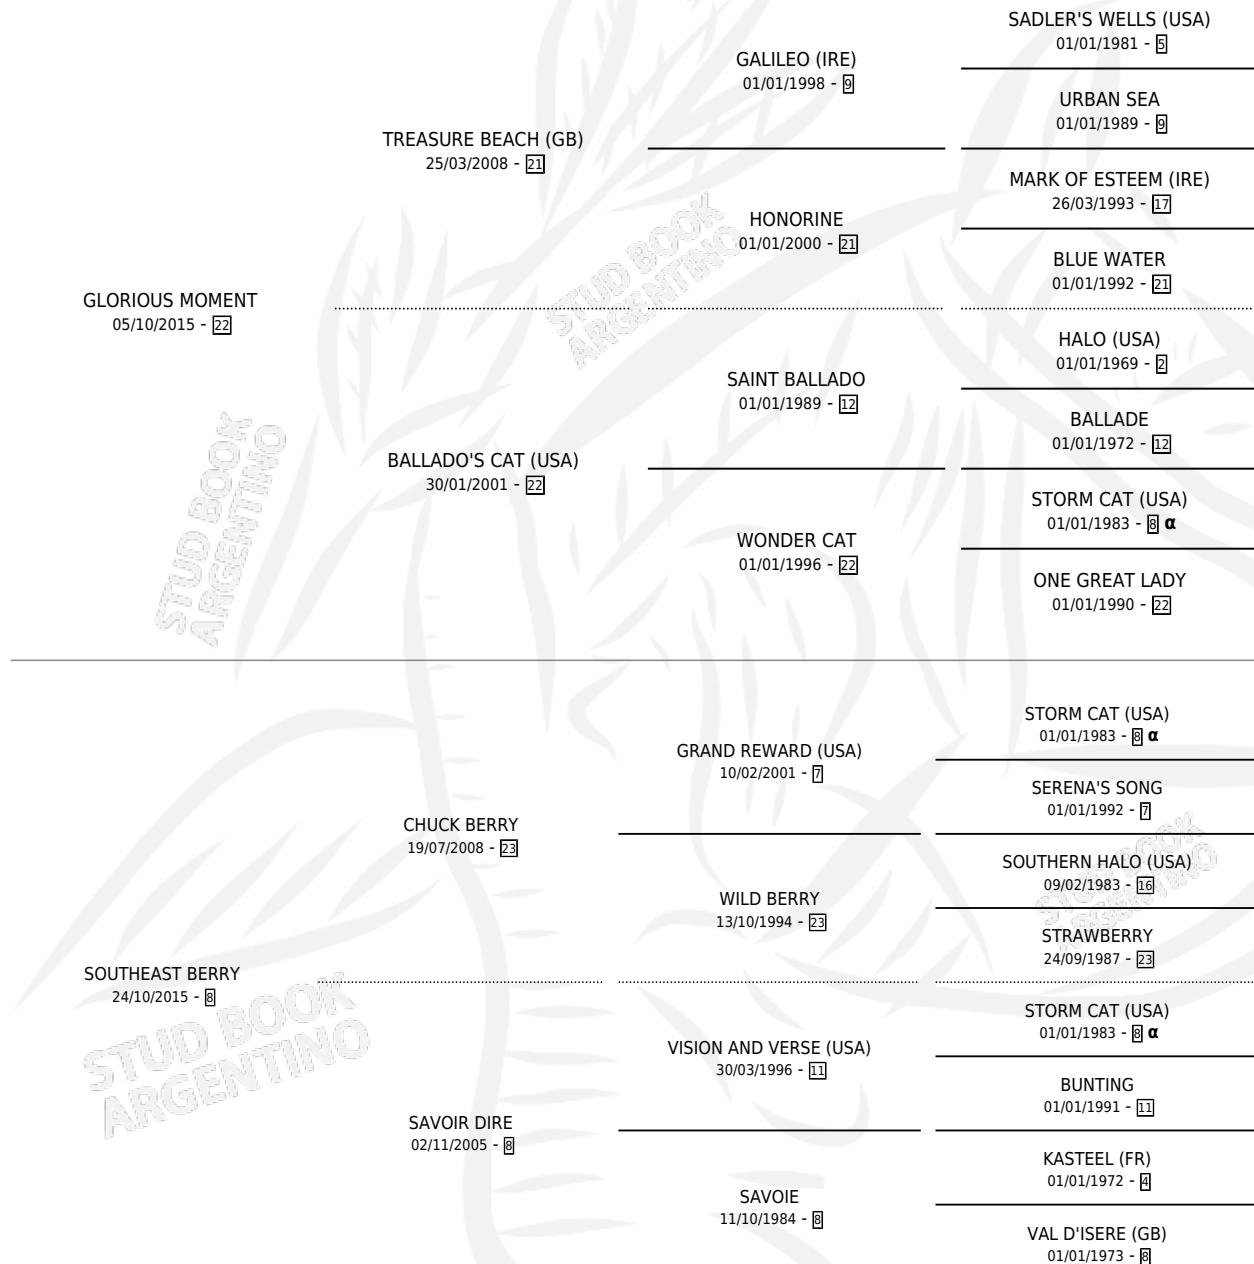 SADLER'S WELLS (USA)
01/01/1981 - 5
GALILEO (IRE)
01/01/1998 - 9
URBAN SEA
01/01/1989 - 9
TREASURE BEACH (GB)
25/03/2008 - 21
MARK OF ESTEEM (IRE)
26/03/1993 - 17
HONORINE
01/01/2000 - 21
BLUE WATER
01/01/1992 - 21
GLORIOUS MOMENT
05/10/2015 - 22
HALO (USA)
01/01/1969 - 2
SAINT BALLADO
01/01/1989 - 12
BALLADE
01/01/1972 - 12
BALLADO'S CAT (USA)
30/01/2001 - 22
STORM CAT (USA)
01/01/1983 - 8 α
WONDER CAT
01/01/1996 - 22
ONE GREAT LADY
01/01/1990 - 22
STORM CAT (USA)
01/01/1983 - 8 α
GRAND REWARD (USA)
10/02/2001 - 7
SERENA'S SONG
01/01/1992 - 7
CHUCK BERRY
19/07/2008 - 23
SOUTHERN HALO (USA)
09/02/1983 - 16
WILD BERRY
13/10/1994 - 23
STRAWBERRY
24/09/1987 - 23
SOUTHEAST BERRY
24/10/2015 - 8
STORM CAT (USA)
01/01/1983 - 8 α
VISION AND VERSE (USA)
30/03/1996 - 11
BUNTING
01/01/1991 - 11
SAVOIR DIRE
02/11/2005 - 8
KASTEEL (FR)
01/01/1972 - 4
SAVOIE
11/10/1984 - 8
VAL D'ISERE (GB)
01/01/1973 - 8
STUD BOOK
ARGENTINO
STUD BOOK
ARGENTINO
STUD BOOK
ARGENTINO
STUD BOOK
ARGENTINO